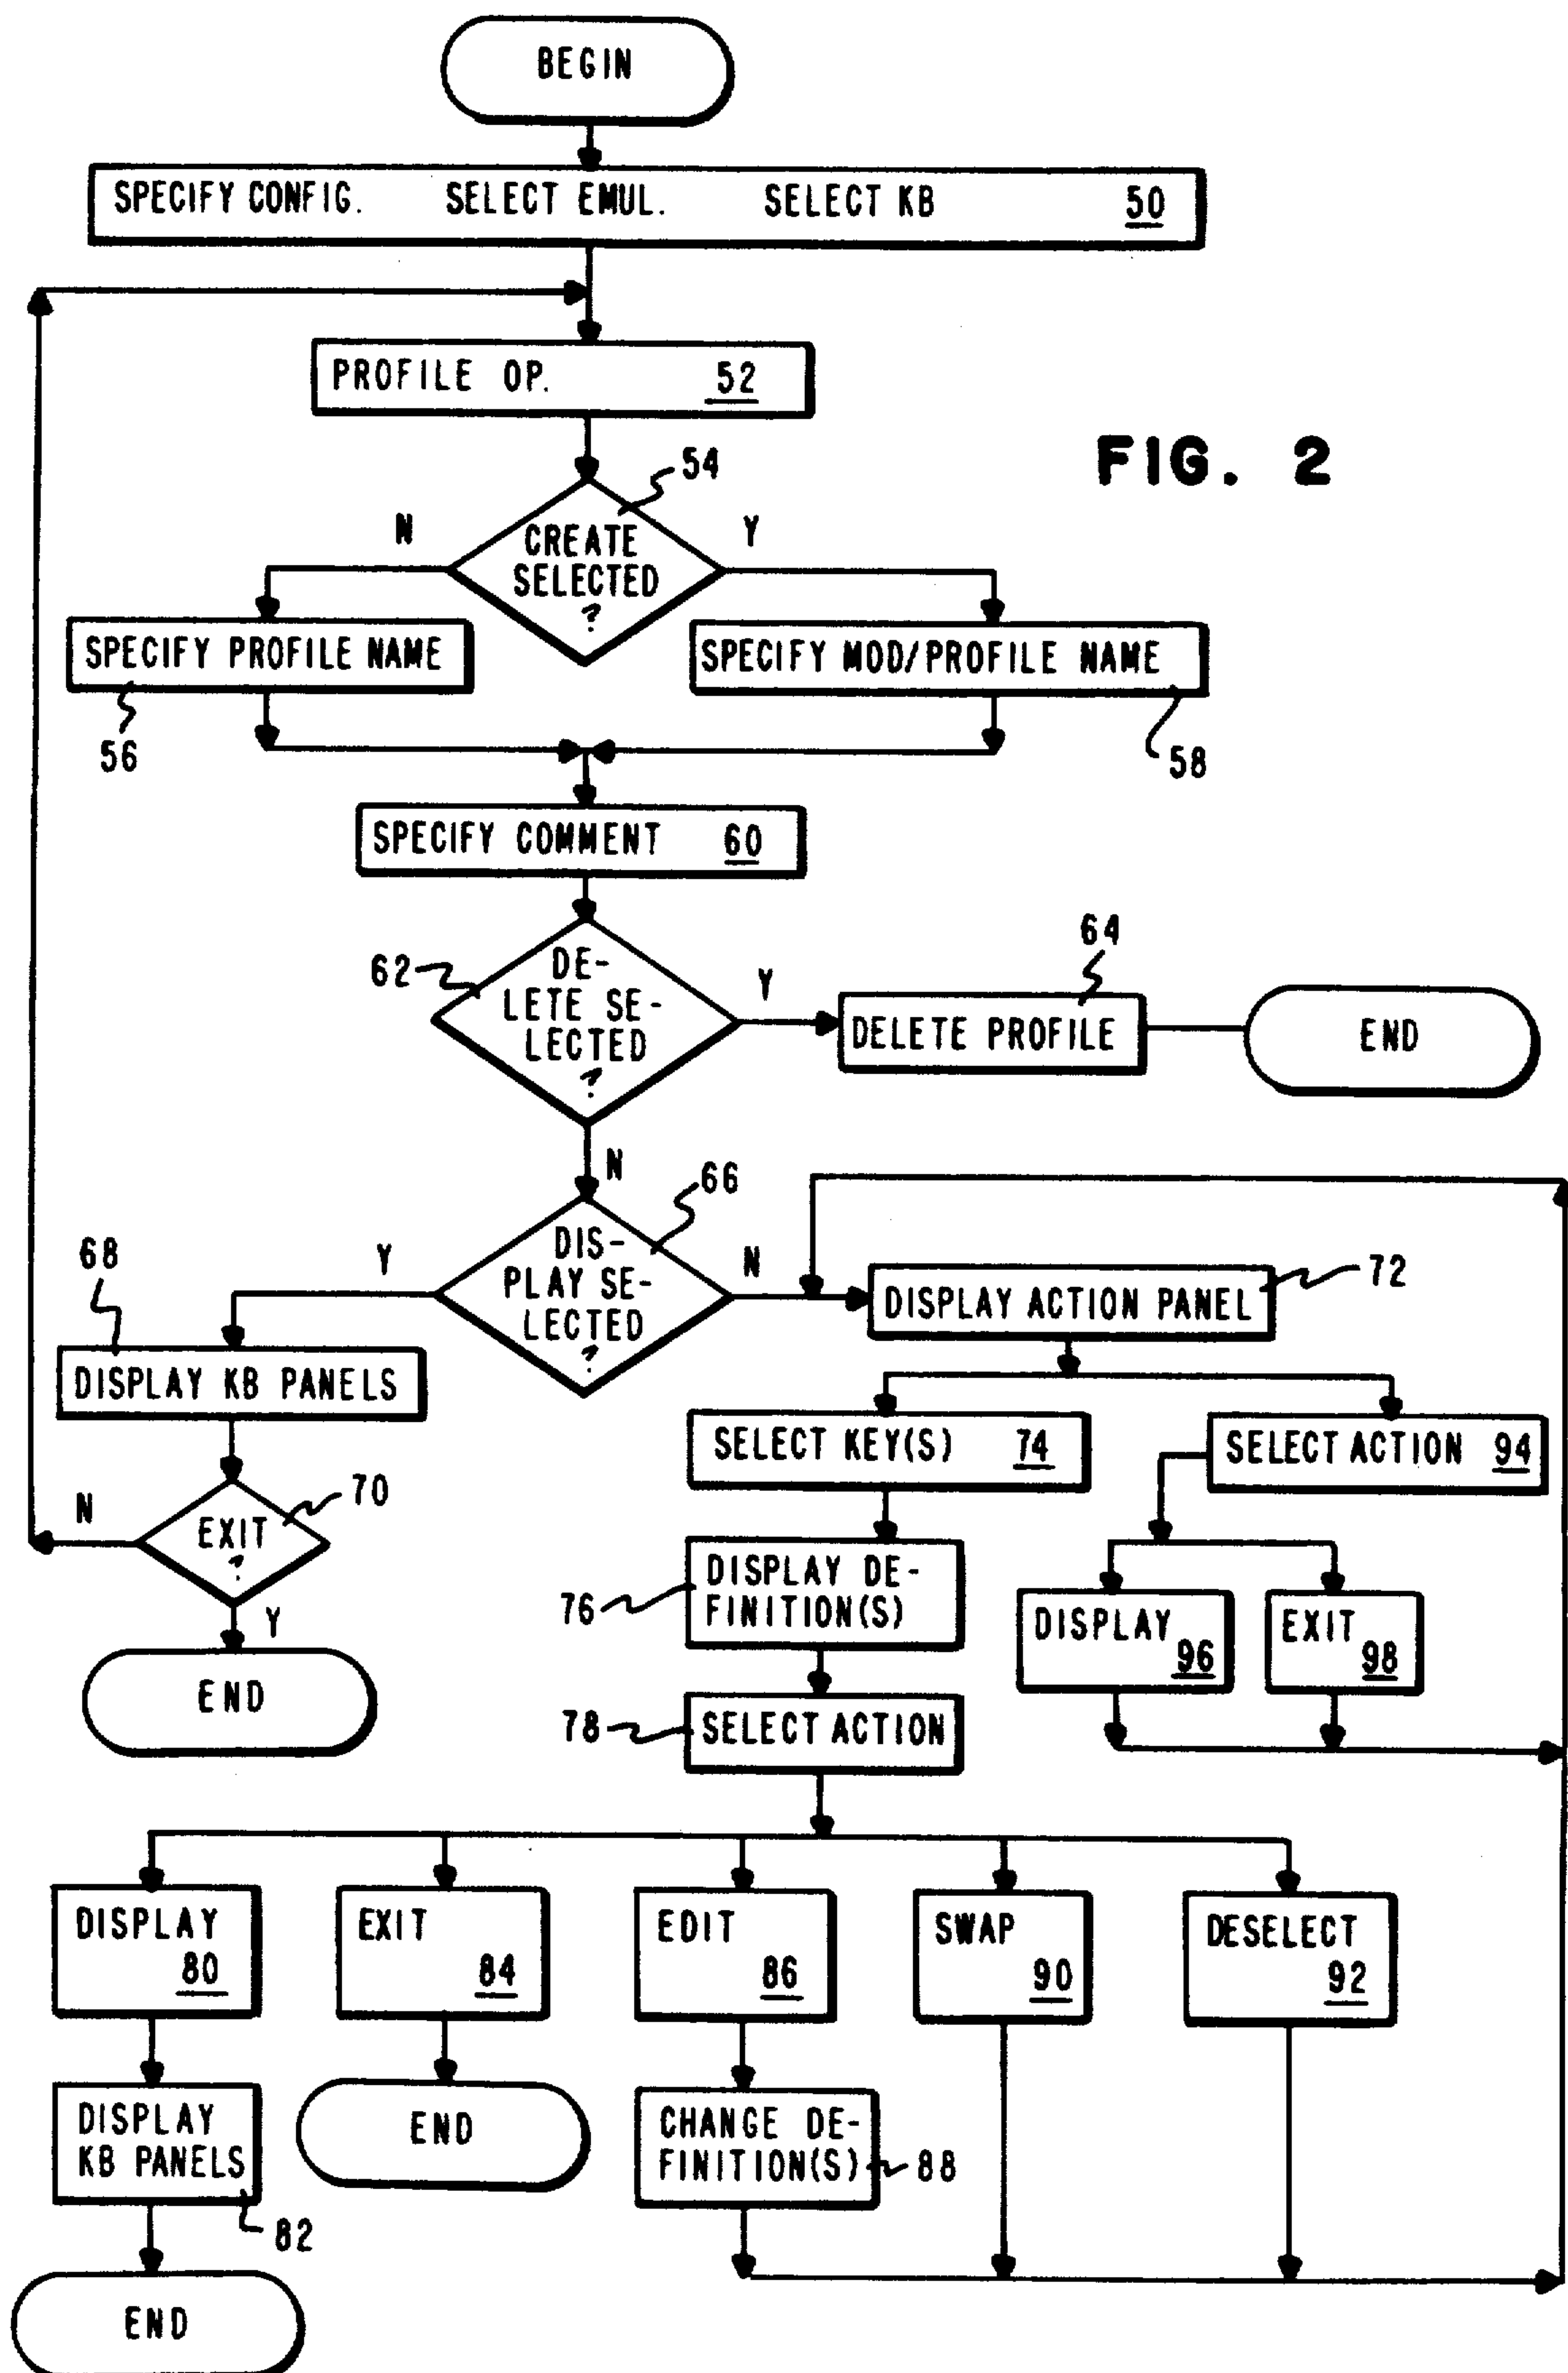 BEGIN
SPECIFY CONFIG. SELECT EMUL. SELECT KB 50
PROFILE OP. 52
FIG. 2
54
N
Y
CREATE
SELECTED
?
SPECIFY PROFILE NAME
SPECIFY MOD/PROFILE NAME
56
58
SPECIFY COMMENT 60
62
DE-
LETE SE-
LECTED
?
Y
64
DELETE PROFILE
END
N
66
DIS-
PLAY SE-
LECTED
?
Y
N
68
DISPLAY KB PANELS
72
DISPLAY ACTION PANEL
SELECT KEY(S) 74
SELECT ACTION 94
N
70
EXIT
?
Y
END
76
DISPLAY DE-
FINITION(S)
DISPLAY
96
EXIT
98
78
SELECT ACTION
DISPLAY
80
EXIT
84
EDIT
86
SWAP
90
DESELECT
92
DISPLAY
KB PANELS
82
END
CHANGE DE-
FINITION(S)
88
END